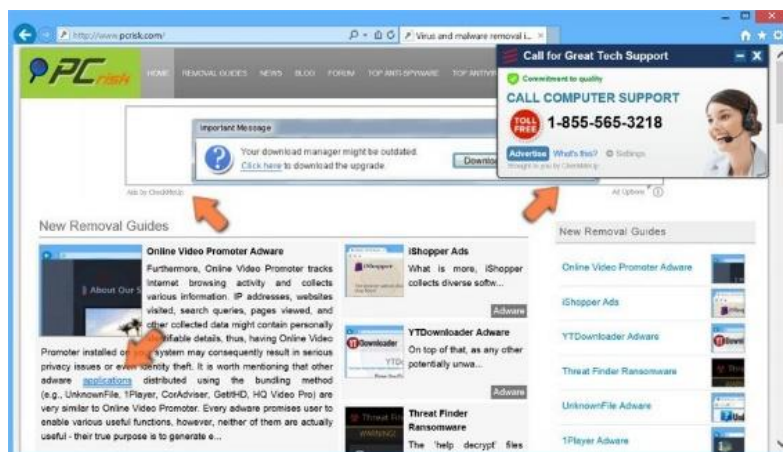 http://www.pcrisk.com/
Virus and malware removal i...
PCrisk
HOME REMOVAL GUIDES NEWS BLOG FORUM TOP ANTI-SPYWARE TOP ANTIVIR
Call for Great Tech Support
Commitment to quality
CALL COMPUTER SUPPORT
TOLL FREE 1-855-565-3218
Advertise What's this? Settings
Brought to you by
Important Message
Your download manager might be outdated.
Click here to download the upgrade.
Downloa
Ads by CheckMeUp
Ad Options
New Removal Guides
Online Video Promoter Adware
Furthermore, Online Video Promoter tracks
Internet browsing activity and collects
various information. IP addresses, websites
visited, search queries, pages viewed, and
other collected data might contain personally
identifiable details, thus, having Online Video
Promoter installed on your system may consequently result in serious
privacy issues or even identity theft. It is worth mentioning that other
adware applications distributed using the bundling method
(e.g., UnknownFile, 1Player, CorAdviser, GetitHD, HQ Video Pro) are
very similar to Online Video Promoter. Every adware promises user to
enable various useful functions, however, neither of them are actually
useful - their true purpose is to generate e...
About Our S
iShopper Ads
What is more, iShopper
collects diverse softw...
Adware
YTDownloader Adware
On top of that, as any other
potentially unwa...
Adware
Threat Finder
Ransomware
The 'help decrypt' files
New Removal Guides
Online Video Promoter Adware
iShopper Ads
YTDownloader Adware
Threat Finder Ransomware
UnknownFile Adware
1Player Adware